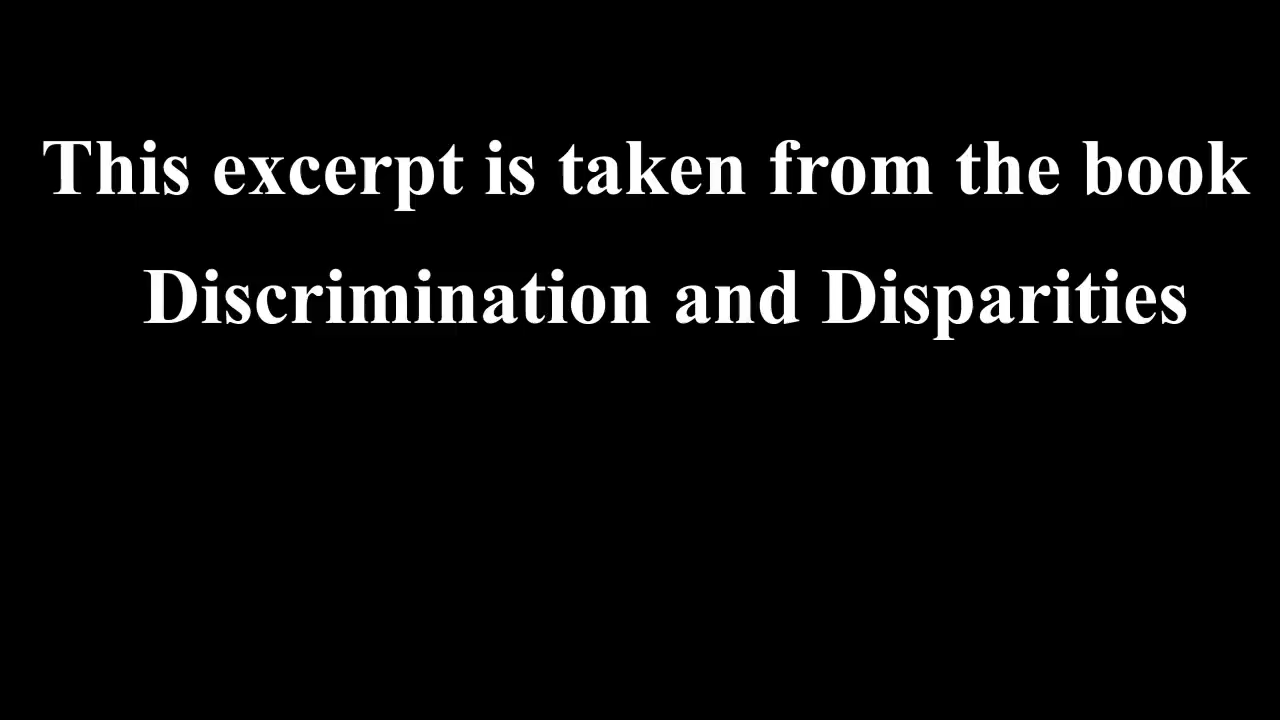 This excerpt is taken from the book
Discrimination and Disparities